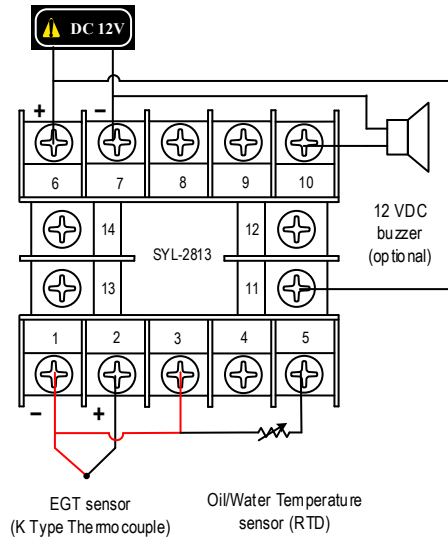 DC 12V
+ −
6 7 8 9 10
14 12
SYL-2813
13 11
12 VDC
buzzer
(optional)
1 2 3 4 5
− +
EGT sensor
(K Type Thermocouple)
Oil/Water Temperature
sensor (RTD)